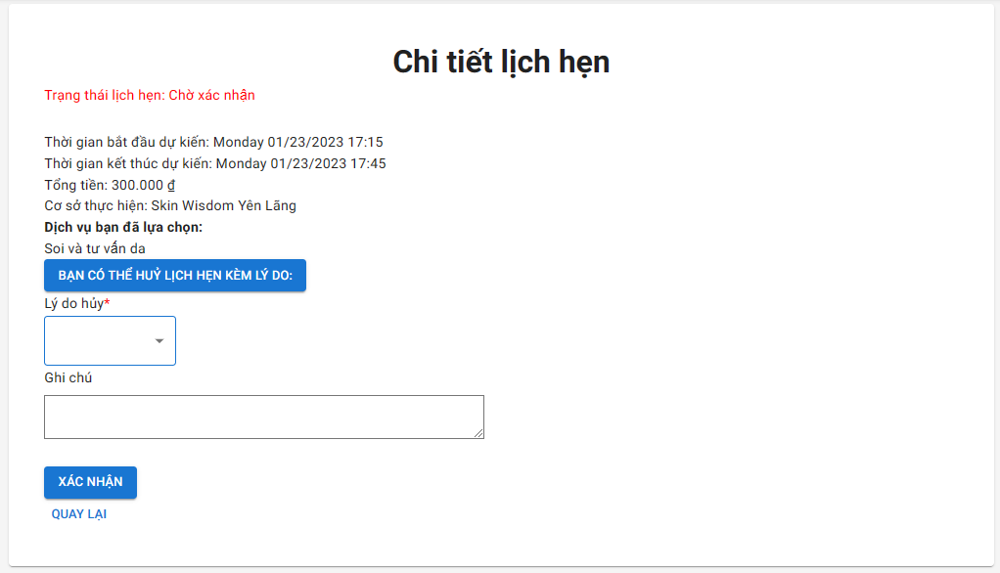 Chi tiết lịch hẹn
Trạng thái lịch hẹn: Chờ xác nhận
Thời gian bắt đầu dự kiến: Monday 01/23/2023 17:15
Thời gian kết thúc dự kiến: Monday 01/23/2023 17:45
Tổng tiền: 300.000 ₫
Cơ sở thực hiện: Skin Wisdom Yên Lãng
Dịch vụ bạn đã lựa chọn:
Soi và tư vấn da
BẠN CÓ THỂ HUỶ LỊCH HẸN KÈM LÝ DO:
Lý do hủy*
Ghi chú
XÁC NHẬN
QUAY LẠI